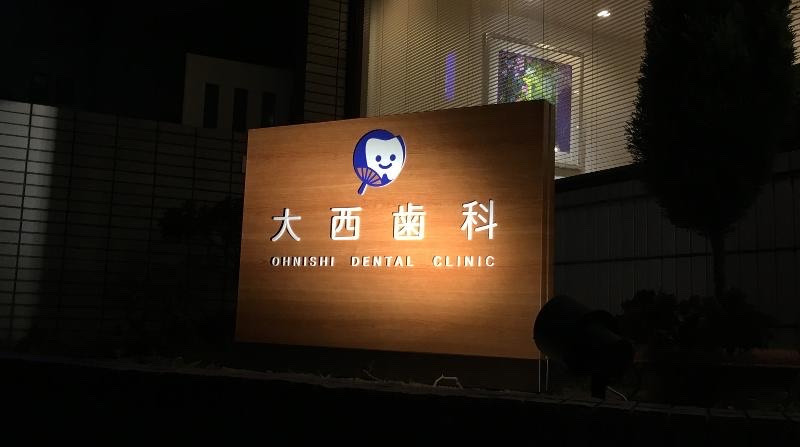 大西歯科
OHNISHI DENTAL CLINIC